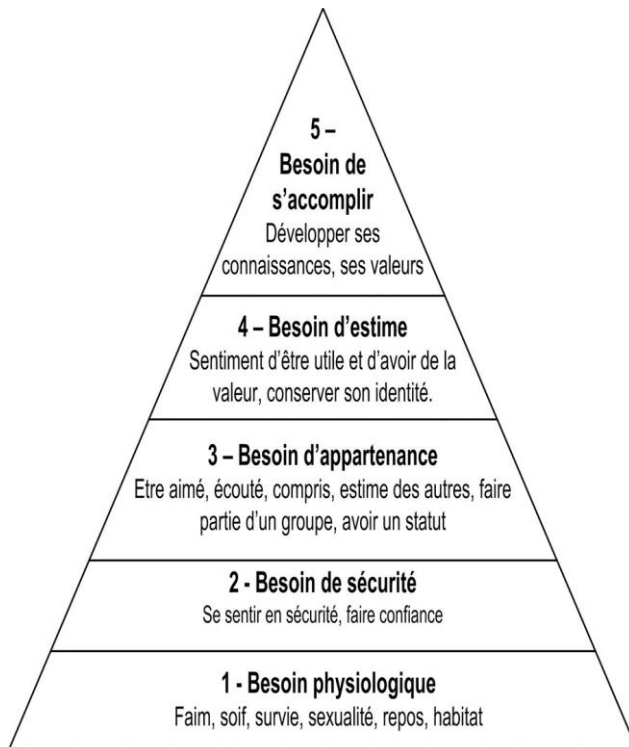 5 –
Besoin de
s’accomplir
Développer ses
connaissances, ses valeurs
4 – Besoin d’estime
Sentiment d’être utile et d’avoir de la
valeur, conserver son identité.
3 – Besoin d’appartenance
Etre aimé, écouté, compris, estime des autres, faire
partie d’un groupe, avoir un statut
2 - Besoin de sécurité
Se sentir en sécurité, faire confiance
1 - Besoin physiologique
Faim, soif, survie, sexualité, repos, habitat